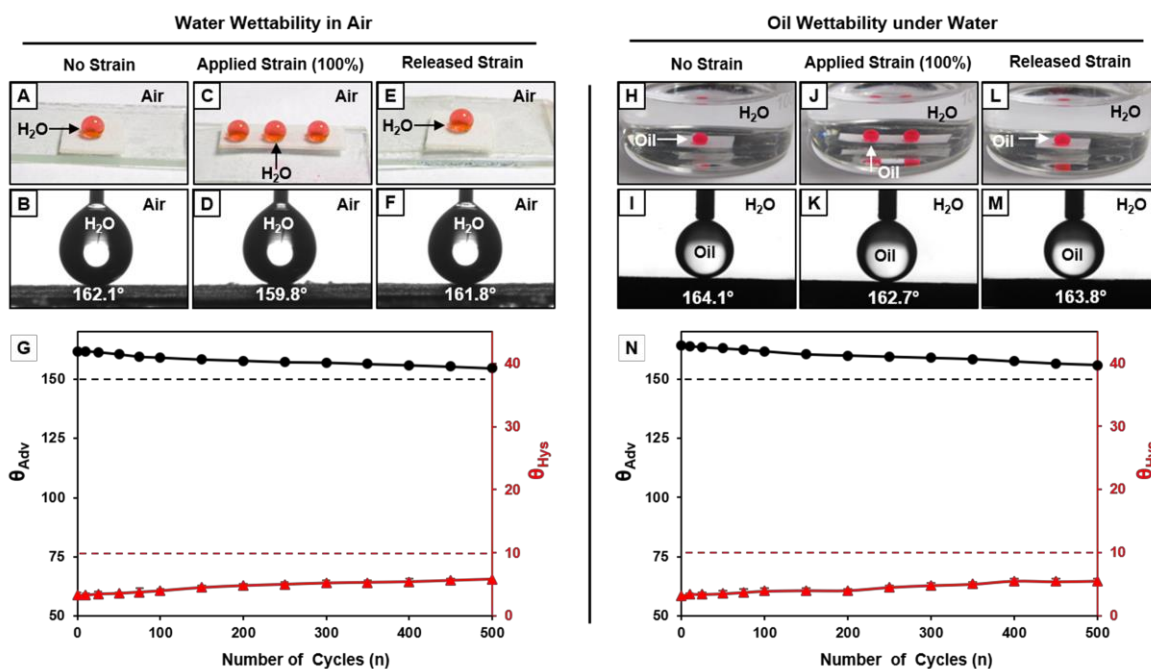 Water Wettability in Air
No Strain
Applied Strain (100%)
Released Strain
A
Air
H₂O
C
Air
H₂O
E
Air
H₂O
B
Air
H₂O
162.1°
D
Air
H₂O
159.8°
F
Air
H₂O
161.8°
G
150
125
100
75
50
θAdv
40
30
20
10
0
θHys
0
100
200
300
400
500
Number of Cycles (n)
Oil Wettability under Water
No Strain
Applied Strain (100%)
Released Strain
H
H₂O
Oil
J
H₂O
Oil
L
H₂O
Oil
I
H₂O
Oil
164.1°
K
H₂O
Oil
162.7°
M
H₂O
Oil
163.8°
N
150
125
100
75
50
θAdv
40
30
20
10
0
θHys
0
100
200
300
400
500
Number of Cycles (n)